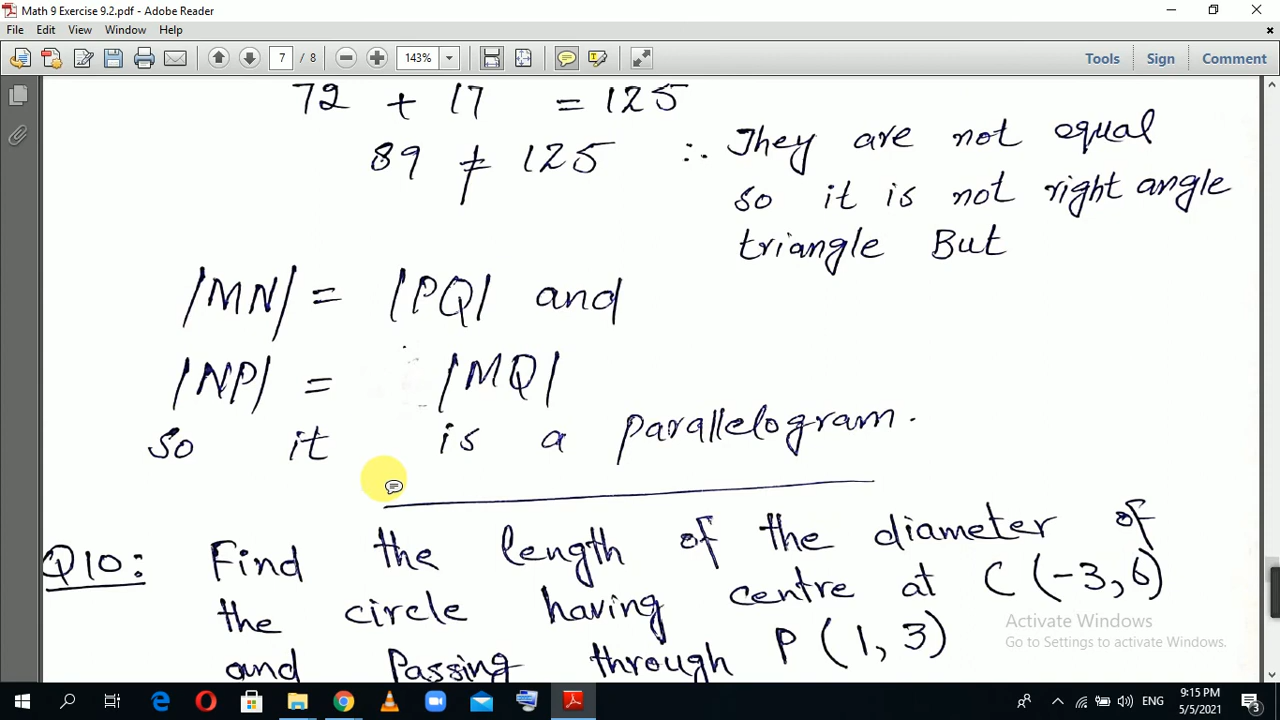 Math 9 Exercise 9.2.pdf - Adobe Reader
File Edit View Window Help
7 / 8 143% Tools Sign Comment
72 + 17 = 125
89 ≠ 125 ∴ They are not equal
so it is not right angle
triangle But
|MN| = |PQ| and
|NP| = |MQ|
so it is a parallelogram.
Q10: Find the length of the diameter of
the circle having centre at C (-3, 6)
and Passing through P (1, 3)
Activate Windows
Go to Settings to activate Windows.
ENG
9:15 PM
5/5/2021
3